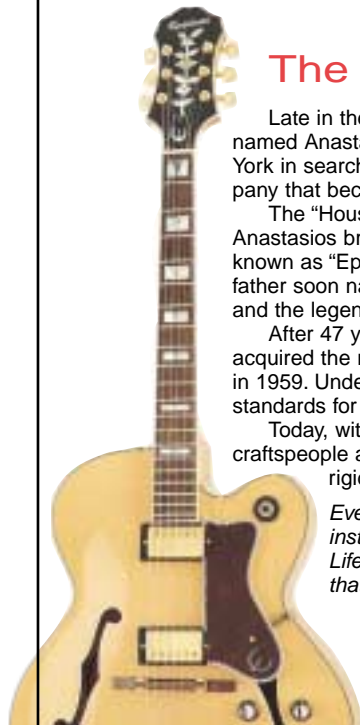 The
Late in the
named Anasta
York in search
pany that bec
The “Hous
Anastasios br
known as “Ep
father soon na
and the legen
After 47 y
acquired the r
in 1959. Unde
standards for
Today, wit
craftspeople a
rigid
Eve
inst
Life
tha